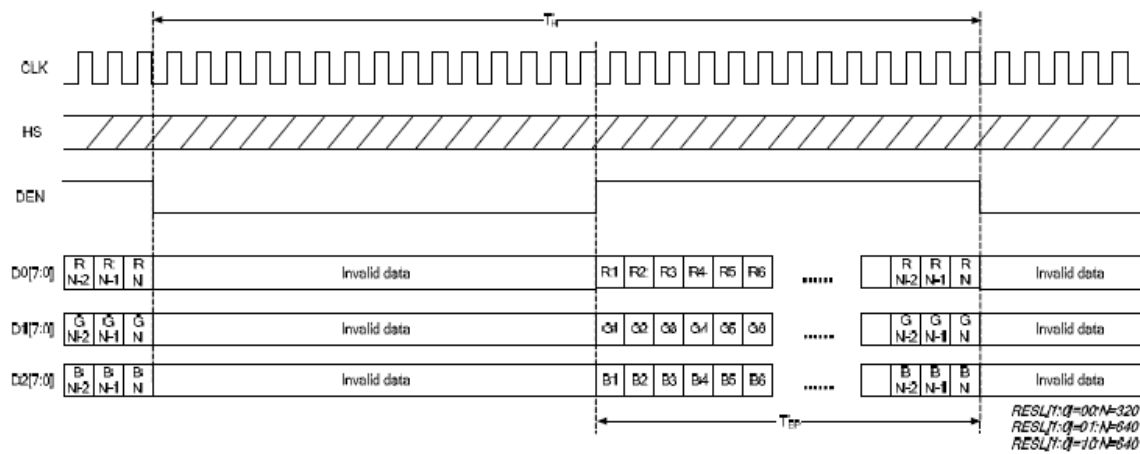 TH
CLK
HS
DEN
D0[7:0] R N-2 R N-1 R N Invalid data R1 R2 R3 R4 R5 R6 ...... R N-2 R N-1 R N Invalid data
D1[7:0] G N-2 G N-1 G N Invalid data G1 G2 G3 G4 G5 G6 ...... G N-2 G N-1 G N Invalid data
D2[7:0] B N-2 B N-1 B N Invalid data B1 B2 B3 B4 B5 B6 ...... B N-2 B N-1 B N Invalid data
TEP
RESL[1:0]=00:N=320
RESL[1:0]=01:N=640
RESL[1:0]=10:N=640